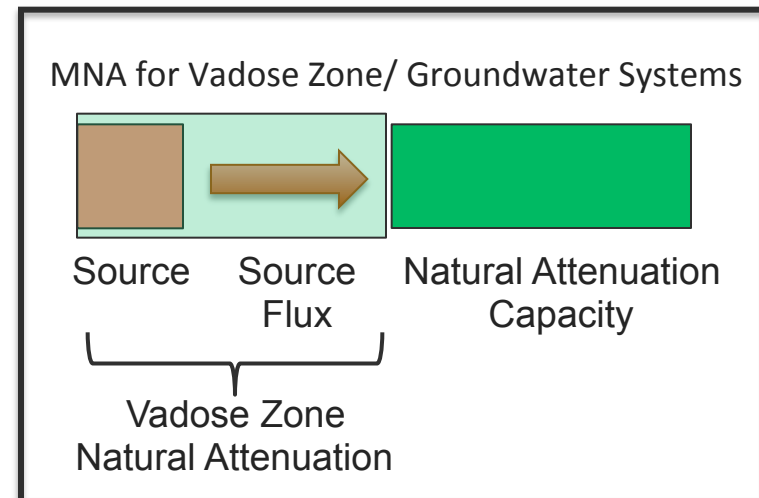 MNA for Vadose Zone/ Groundwater Systems
Source
Source
Flux
Natural Attenuation
Capacity
Vadose Zone
Natural Attenuation